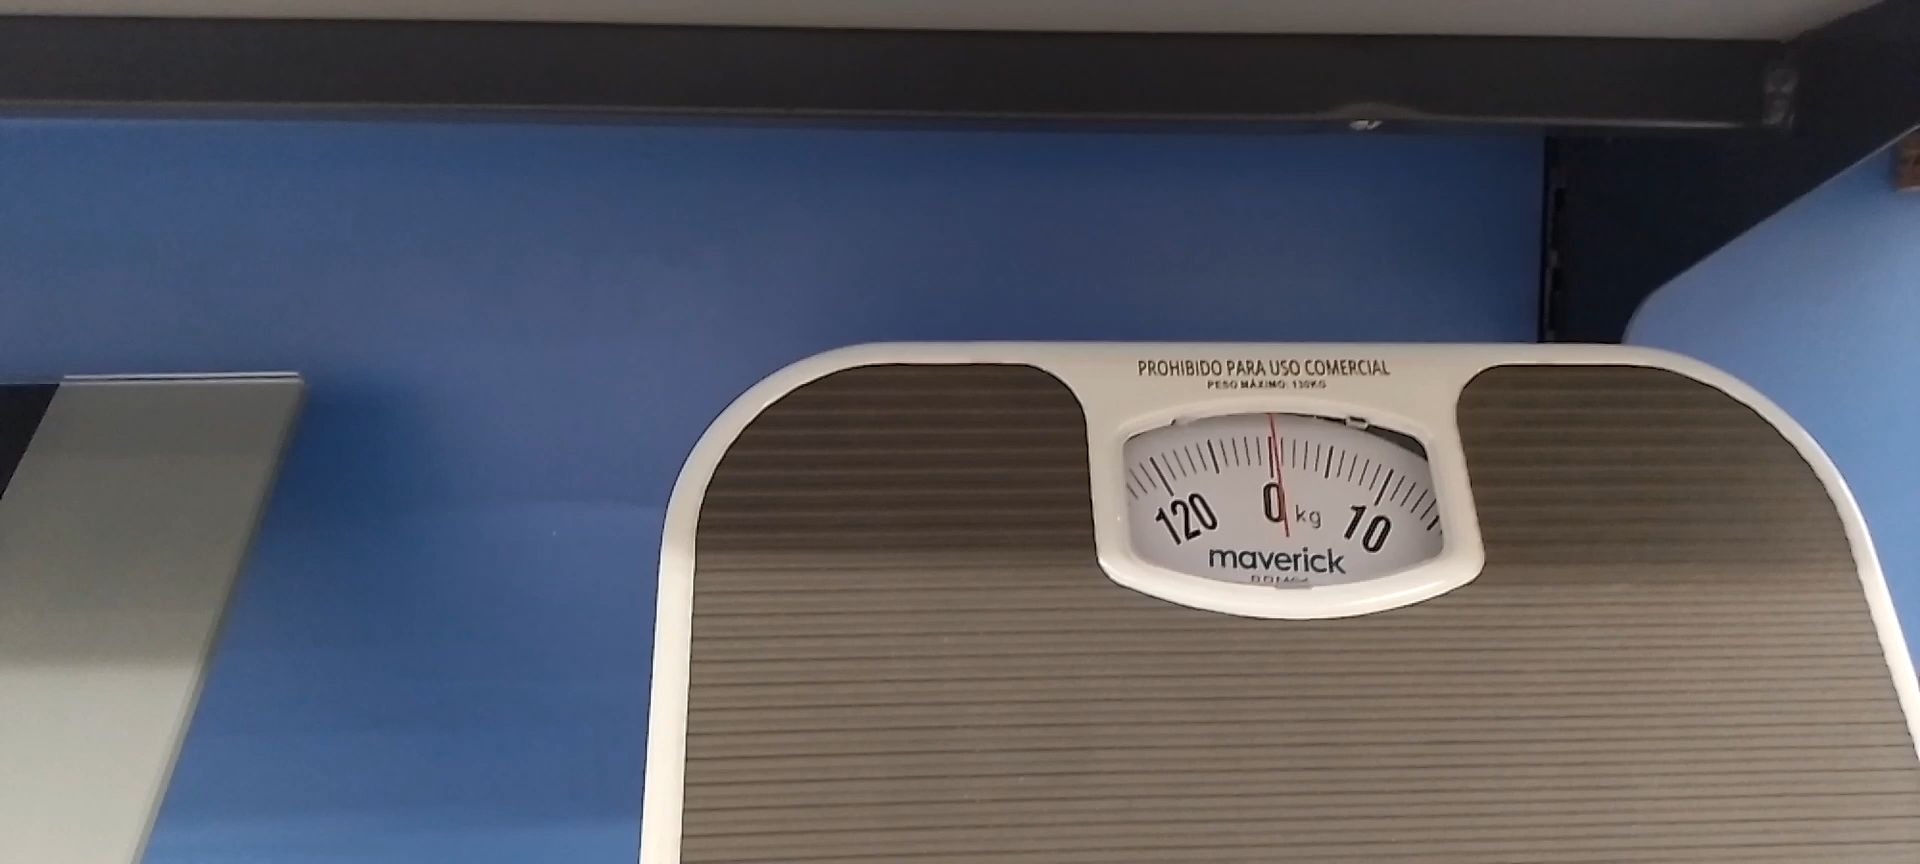 PROHIBIDO PARA USO COMERCIAL
PESO MÁXIMO: 130KG
120 0 kg 10
maverick